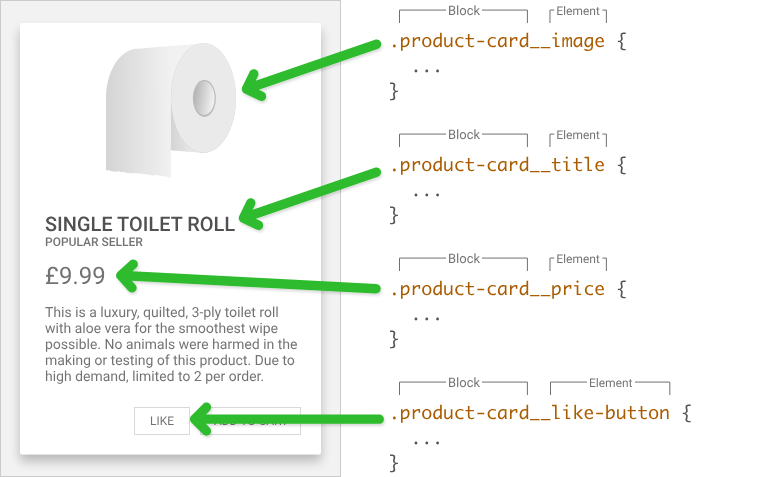 SINGLE TOILET ROLL
POPULAR SELLER
£9.99
This is a luxury, quilted, 3-ply toilet roll
with aloe vera for the smoothest wipe
possible. No animals were harmed in the
making or testing of this product. Due to
high demand, limited to 2 per order.
LIKE ADD TO CART
Block Element
.product-card__image {
...
}
Block Element
.product-card__title {
...
}
Block Element
.product-card__price {
...
}
Block Element
.product-card__like-button {
...
}